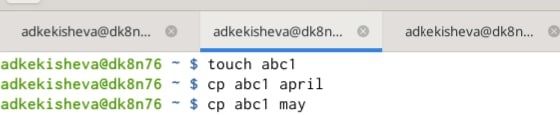 adkekisheva@dk8n... adkekisheva@dk8n... adkekisheva@dk8n...
adkekisheva@dk8n76 ~ $ touch abc1
adkekisheva@dk8n76 ~ $ cp abc1 april
adkekisheva@dk8n76 ~ $ cp abc1 may